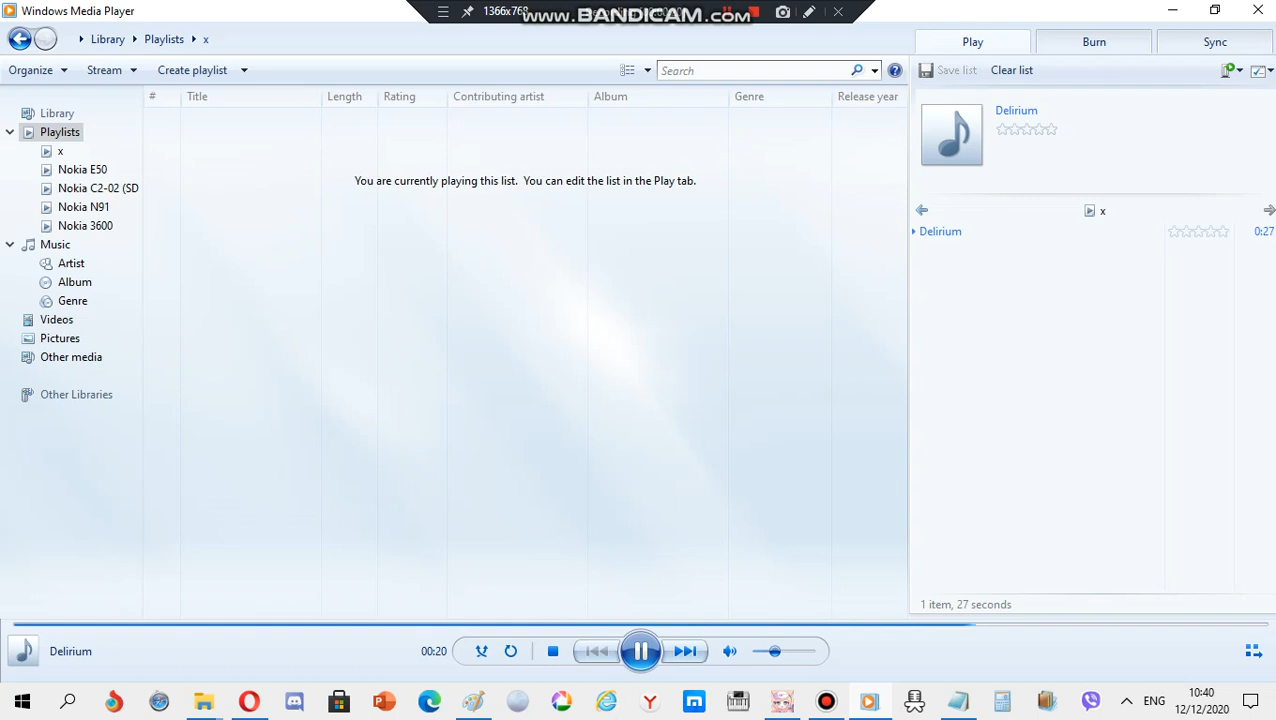 Windows Media Player
1366x768
www.BANDICAM.com
Library
Playlists
x
Play
Burn
Sync
Organize
Stream
Create playlist
Search
Save list
Clear list
#
Title
Length
Rating
Contributing artist
Album
Genre
Release year
Library
Playlists
x
Nokia E50
Nokia C2-02 (SD
Nokia N91
Nokia 3600
Music
Artist
Album
Genre
Videos
Pictures
Other media
Other Libraries
You are currently playing this list. You can edit the list in the Play tab.
Delirium
x
Delirium
0:27
1 item, 27 seconds
Delirium
00:20
ENG
10:40
12/12/2020